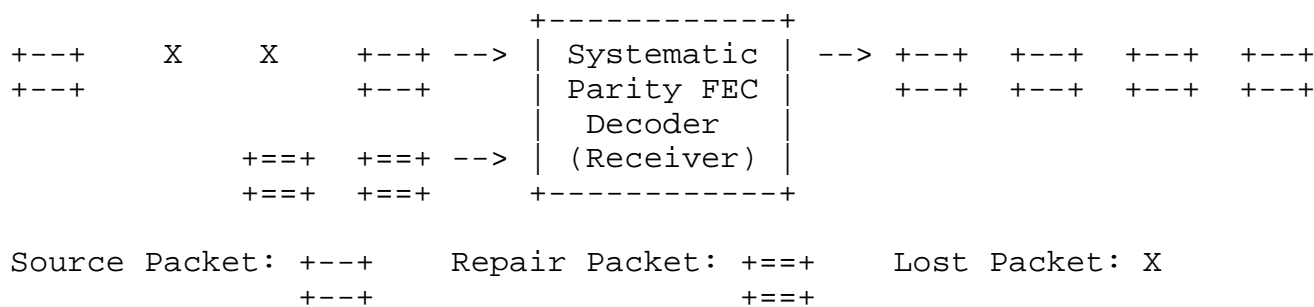 +------------+
+--+    X    X    +--+ --> | Systematic | --> +--+  +--+  +--+  +--+
+--+              +--+     | Parity FEC |     +--+  +--+  +--+  +--+
                           |  Decoder   |
            +==+  +==+ --> | (Receiver) |
            +==+  +==+     +------------+

Source Packet: +--+    Repair Packet: +==+    Lost Packet: X
               +--+                   +==+